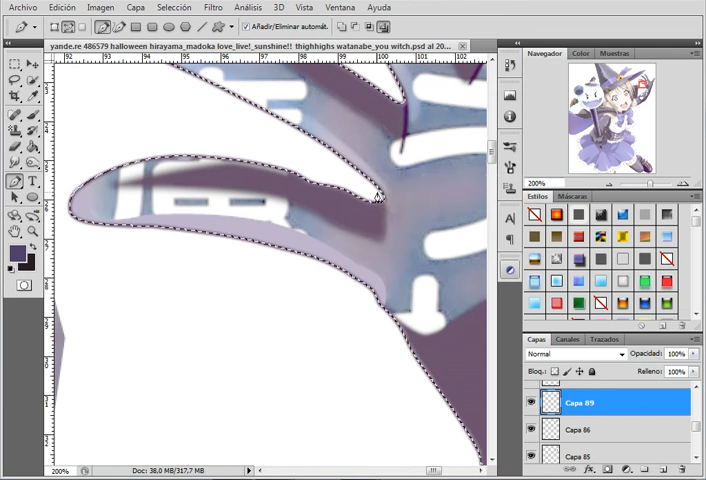 Archivo Edición Imagen Capa Selección Filtro Análisis 3D Vista Ventana Ayuda
Añadir/Eliminar automát.
yande.re 486579 halloween hirayama_madoka love_live!_sunshine!! thighhighs watanabe_you witch.psd al 20...
Navegador Color Muestras
92 93 94 95 96 97 98 99 100 101 102
200%
Estilos Máscaras
Capas Canales Trazados
Normal Opacidad: 100%
Bloq.: Relleno: 100%
Capa 89
Capa 86
Capa 85
200% Doc: 38,0 MB/317,7 MB